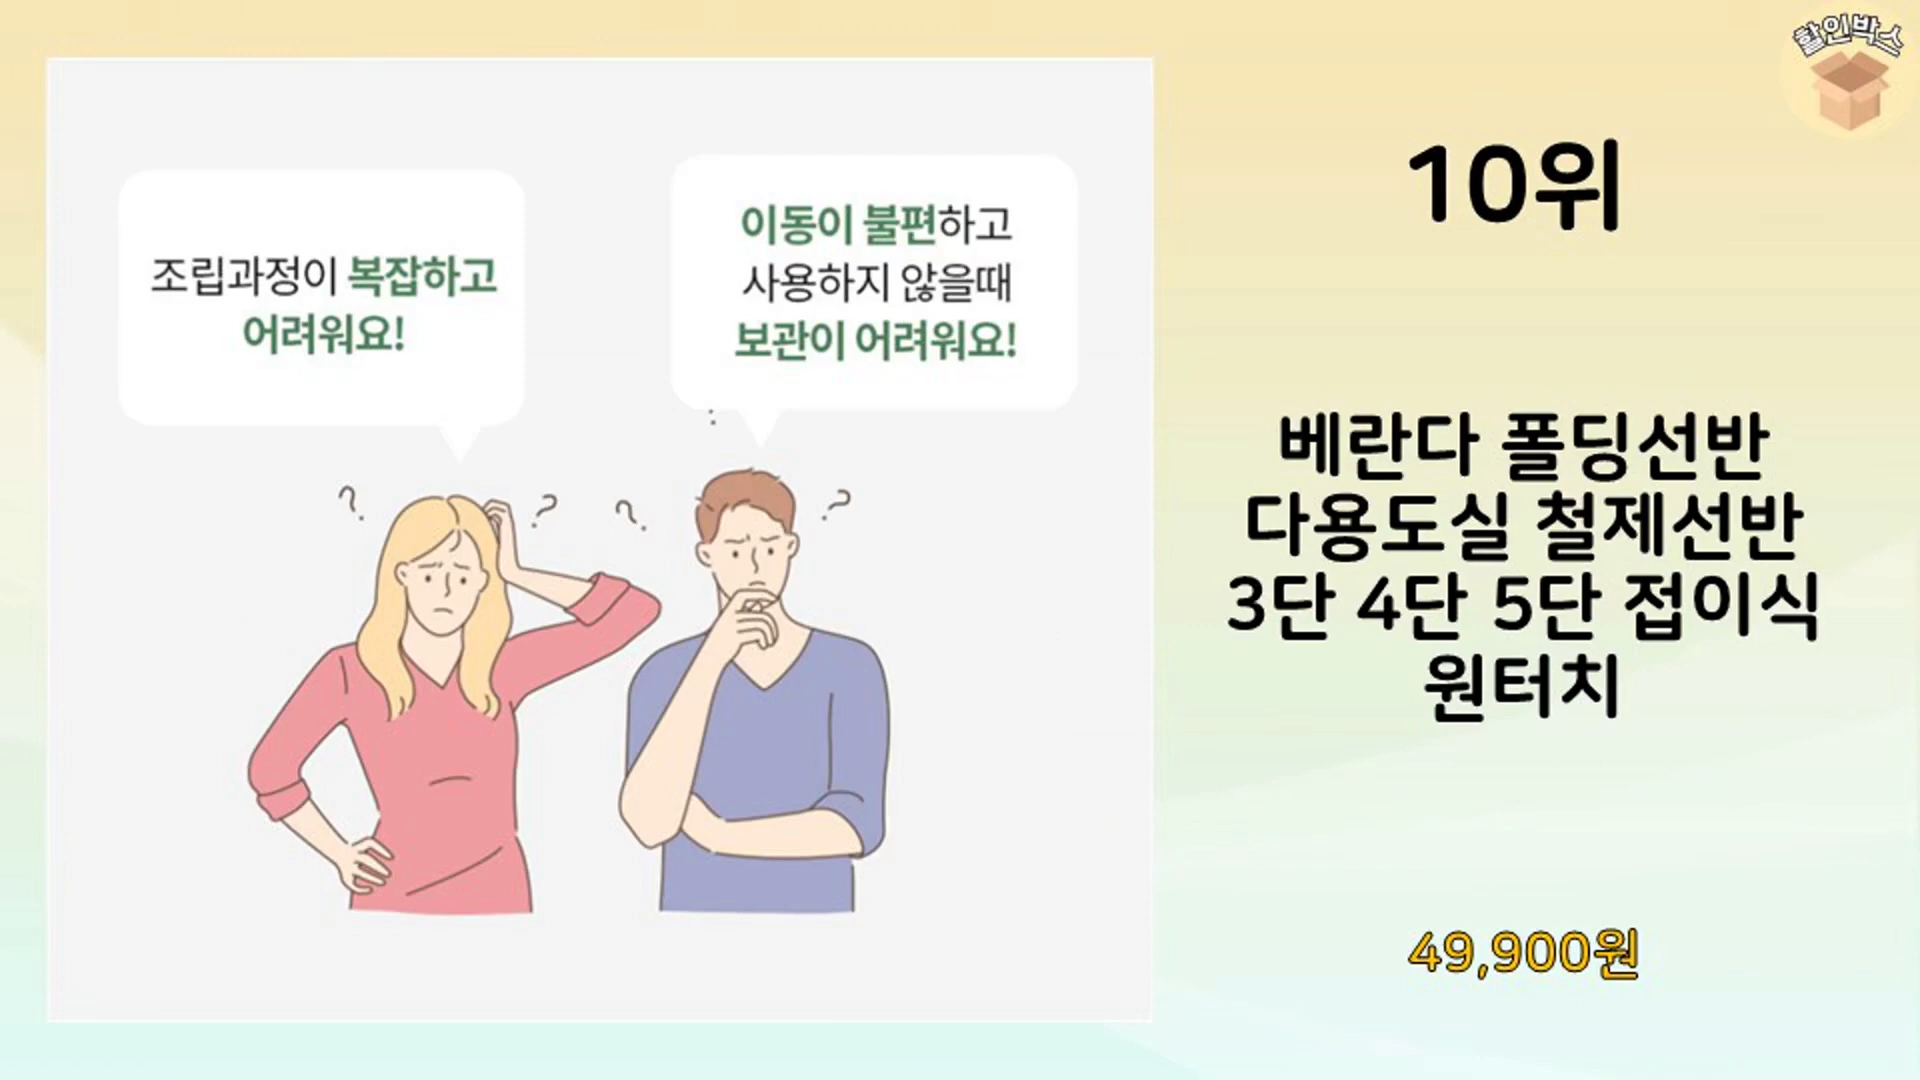 할인박스
10위
조립과정이 복잡하고
어려워요!
이동이 불편하고
사용하지 않을때
보관이 어려워요!
? ? ? ?
베란다 폴딩선반
다용도실 철제선반
3단 4단 5단 접이식
원터치
49,900원